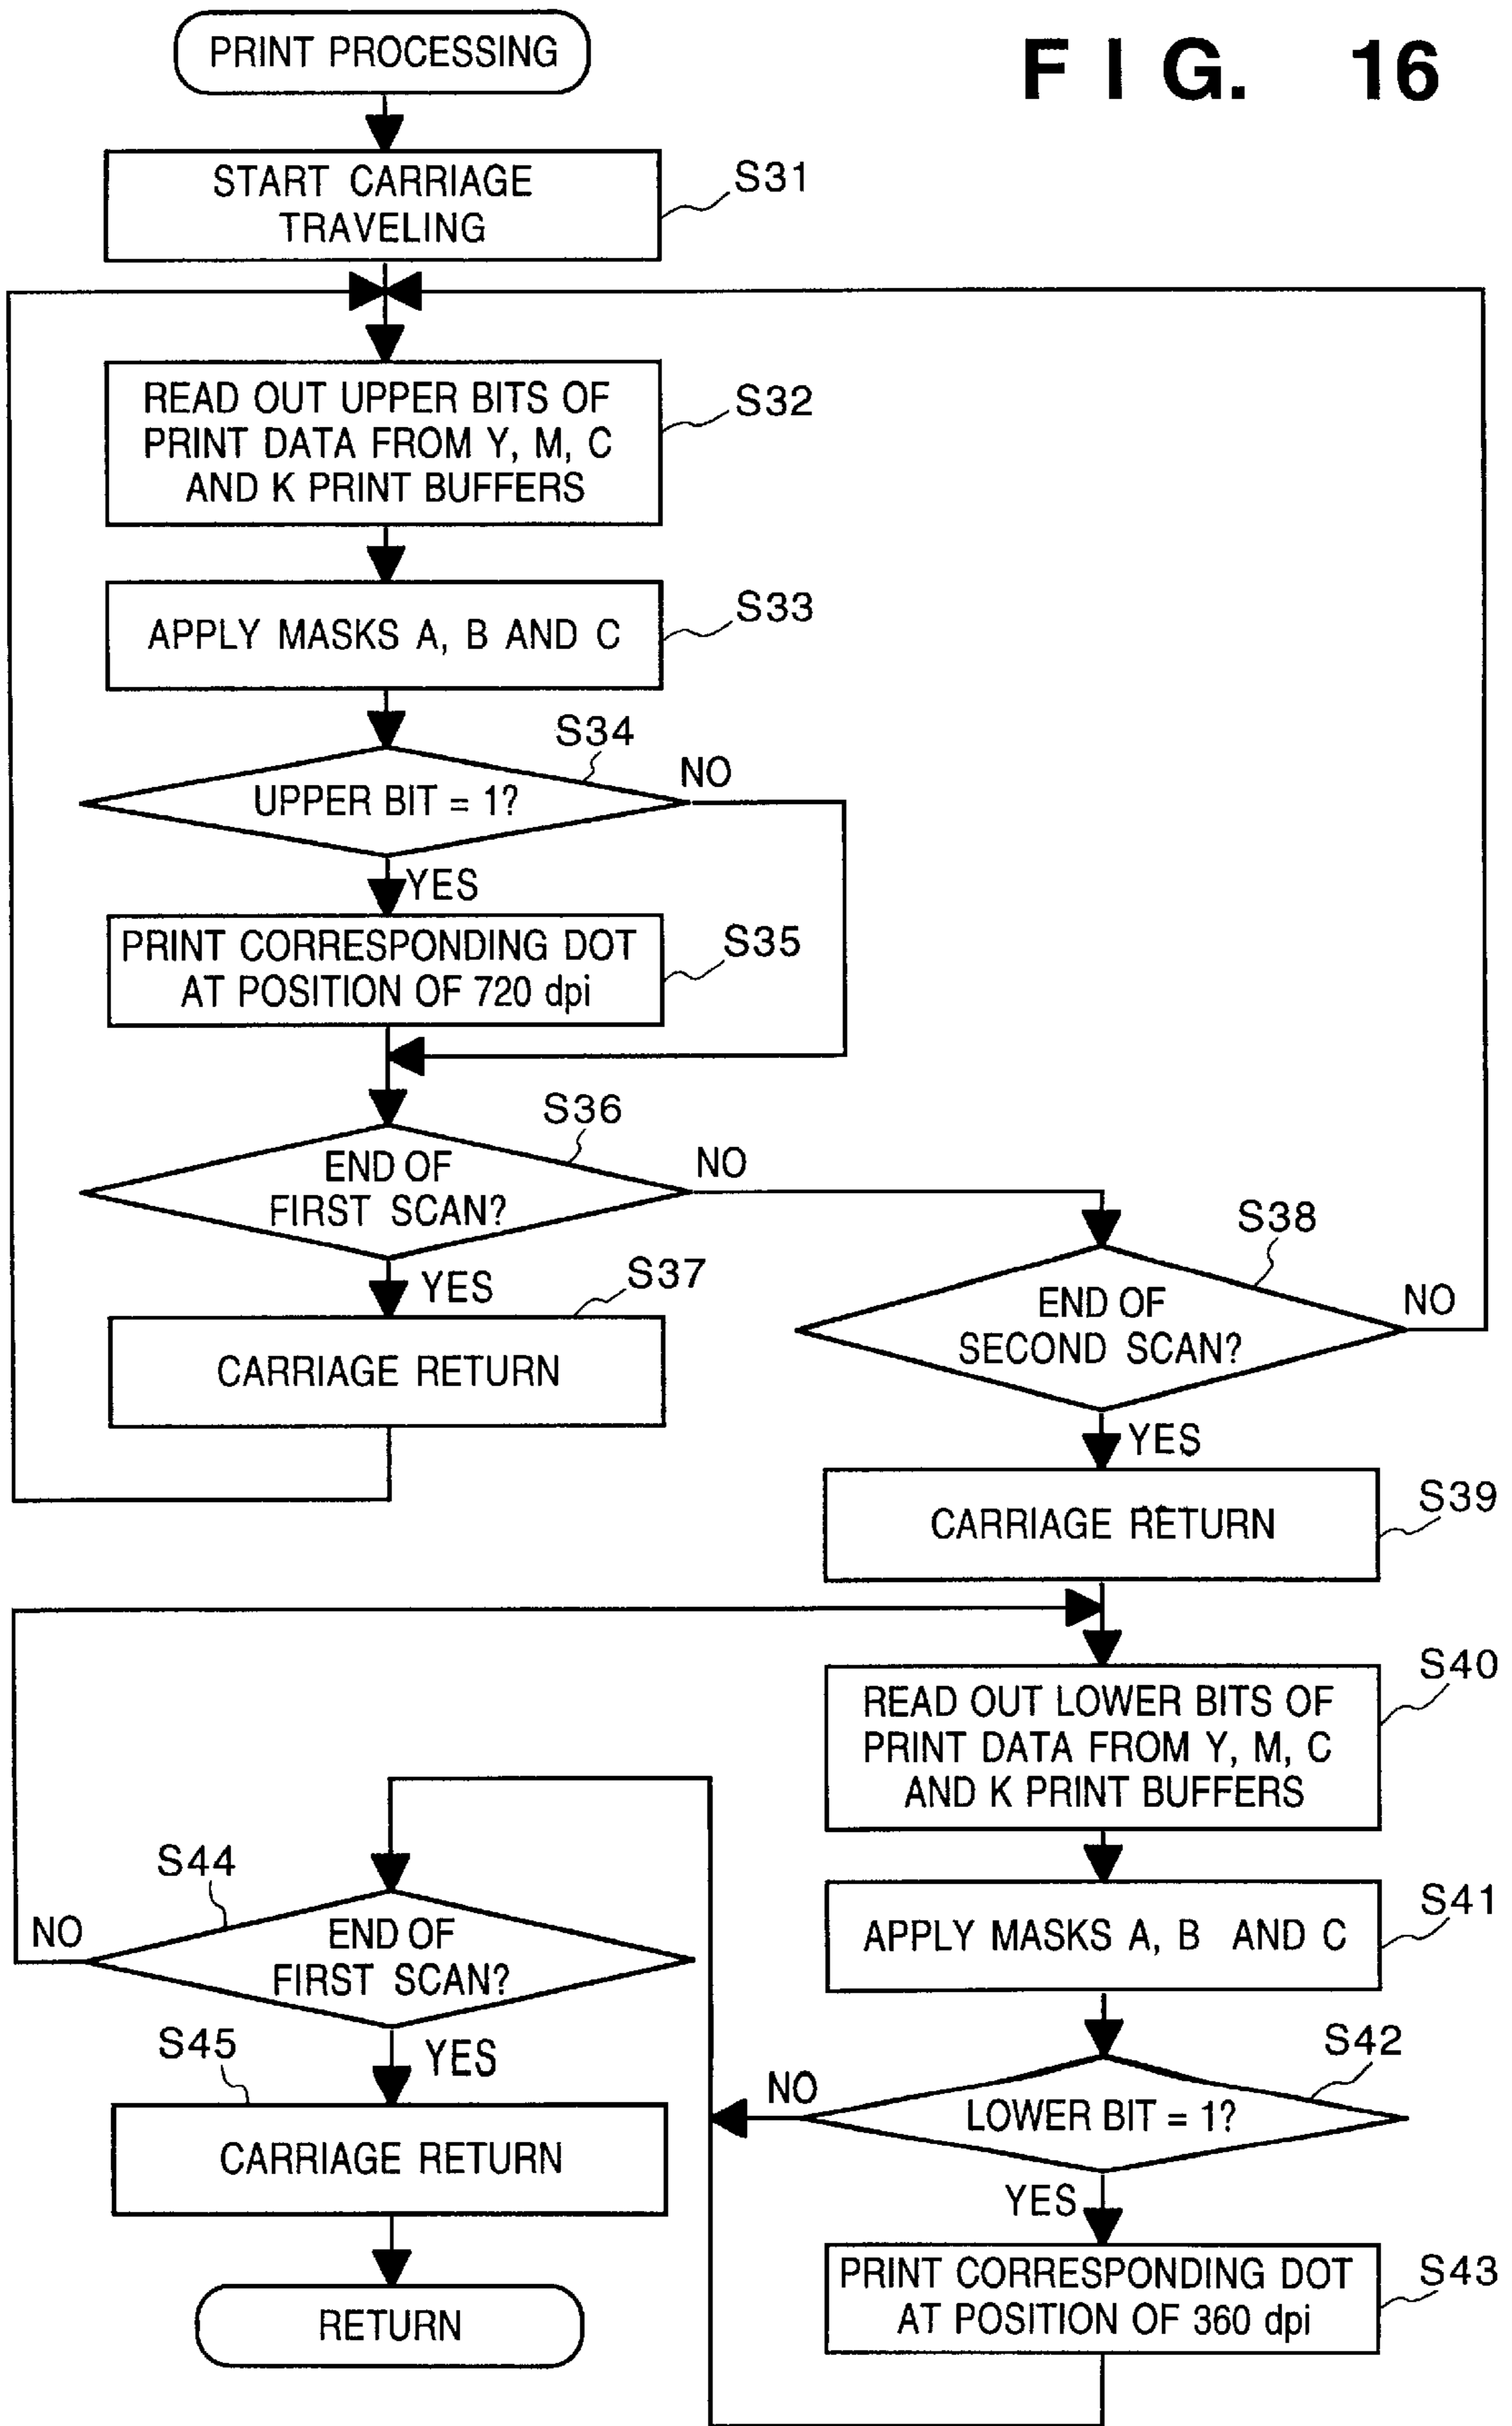 FIG. 16
PRINT PROCESSING
START CARRIAGE
TRAVELING
S31
READ OUT UPPER BITS OF
PRINT DATA FROM Y, M, C
AND K PRINT BUFFERS
S32
APPLY MASKS A, B AND C
S33
S34
UPPER BIT = 1?
NO
YES
PRINT CORRESPONDING DOT
AT POSITION OF 720 dpi
S35
S36
END OF
FIRST SCAN?
NO
YES
S37
CARRIAGE RETURN
S38
END OF
SECOND SCAN?
NO
YES
CARRIAGE RETURN
S39
READ OUT LOWER BITS OF
PRINT DATA FROM Y, M, C
AND K PRINT BUFFERS
S40
APPLY MASKS A, B AND C
S41
S42
LOWER BIT = 1?
NO
YES
PRINT CORRESPONDING DOT
AT POSITION OF 360 dpi
S43
S44
END OF
FIRST SCAN?
NO
YES
S45
CARRIAGE RETURN
RETURN